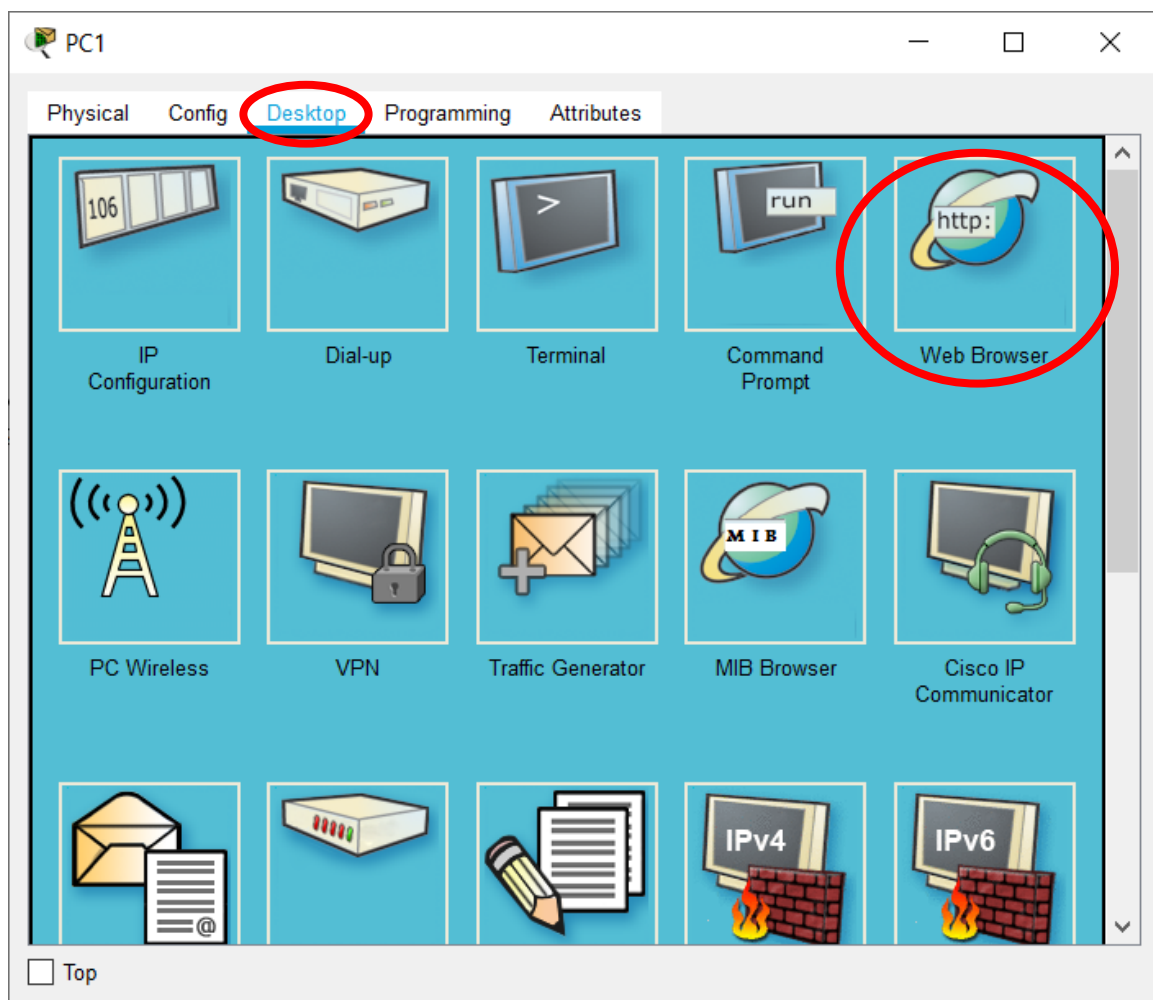 PC1
Physical Config Desktop Programming Attributes
106
>
run
http:
IP
Configuration
Dial-up
Terminal
Command
Prompt
Web Browser
MIB
PC Wireless
VPN
Traffic Generator
MIB Browser
Cisco IP
Communicator
@
IPv4
IPv6
Top